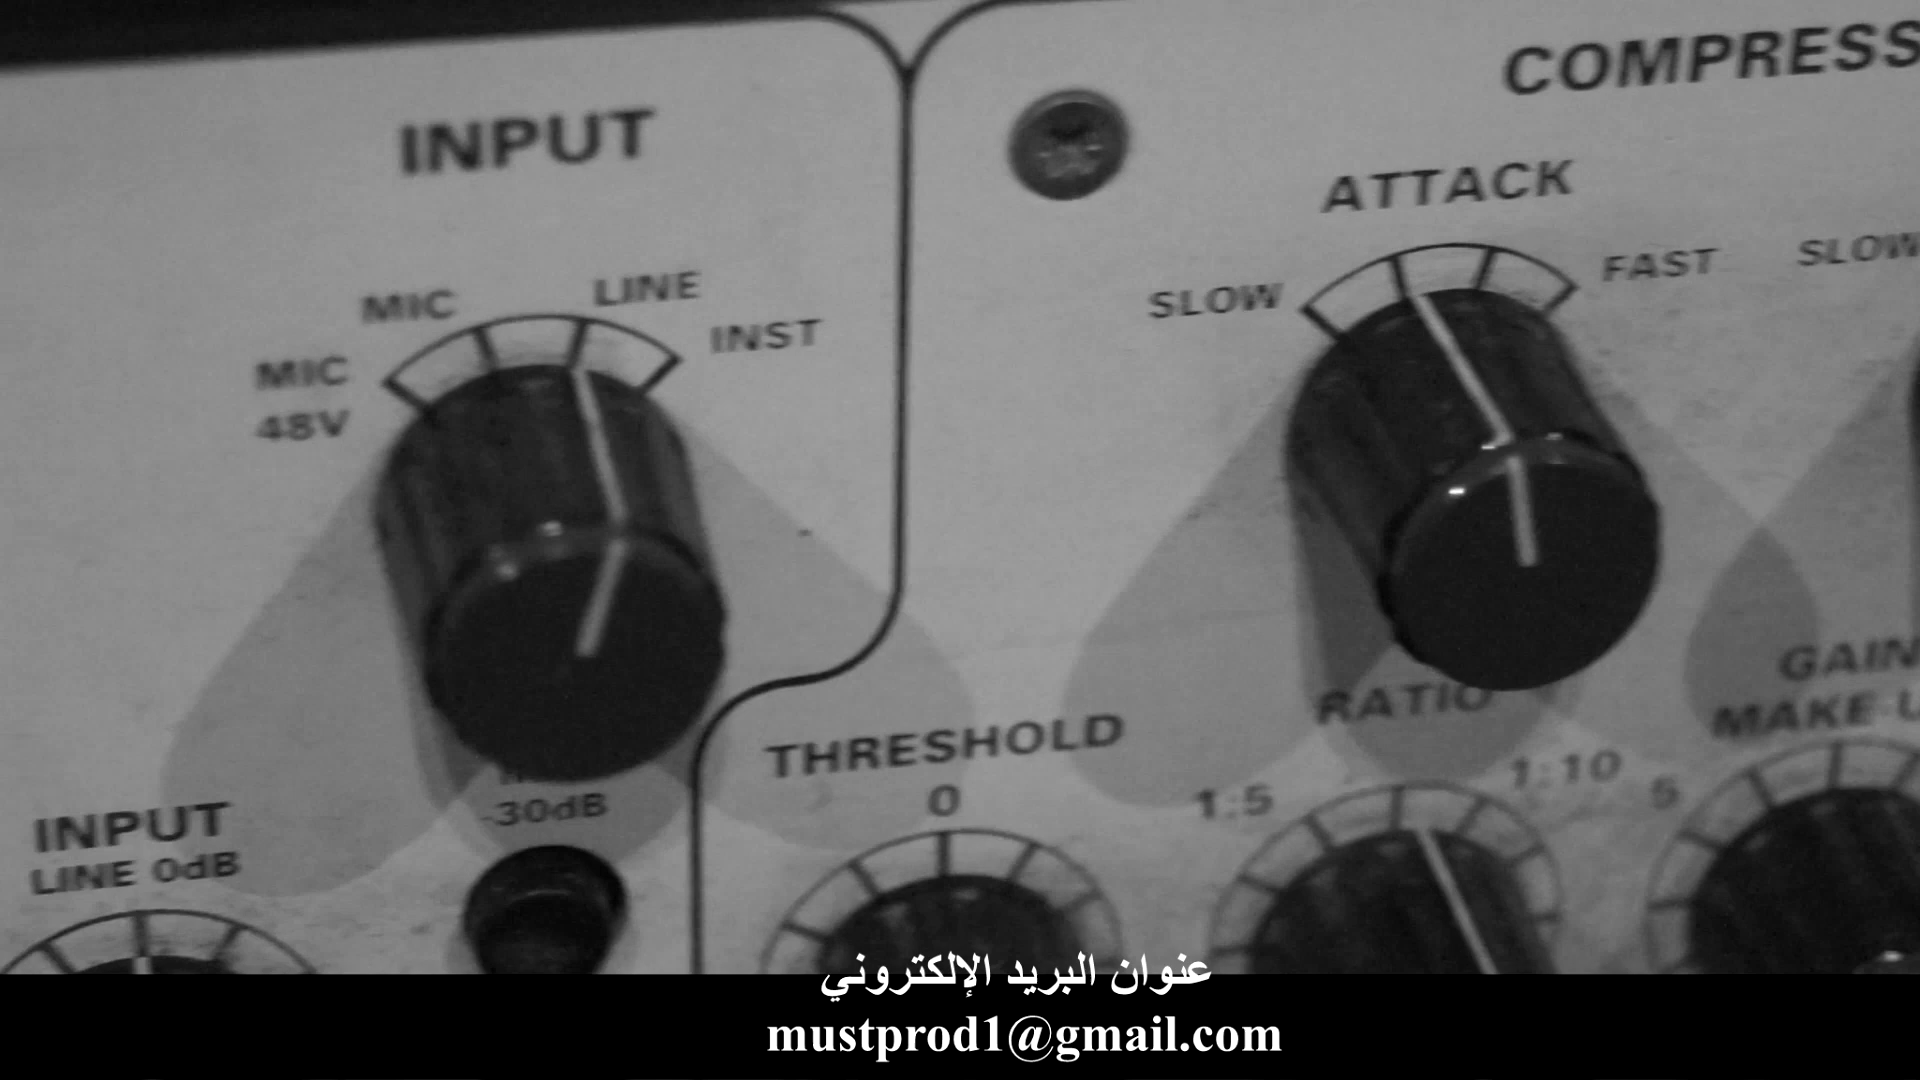 COMPRESS
INPUT
ATTACK
MIC
LINE
SLOW
FAST
SLOW
MIC
INST
48V
THRESHOLD
RATIO
GAIN
MAKE-U
0
1:5
1:10
5
-30dB
INPUT
LINE 0dB
عنوان البريد الإلكتروني
mustprod1@gmail.com